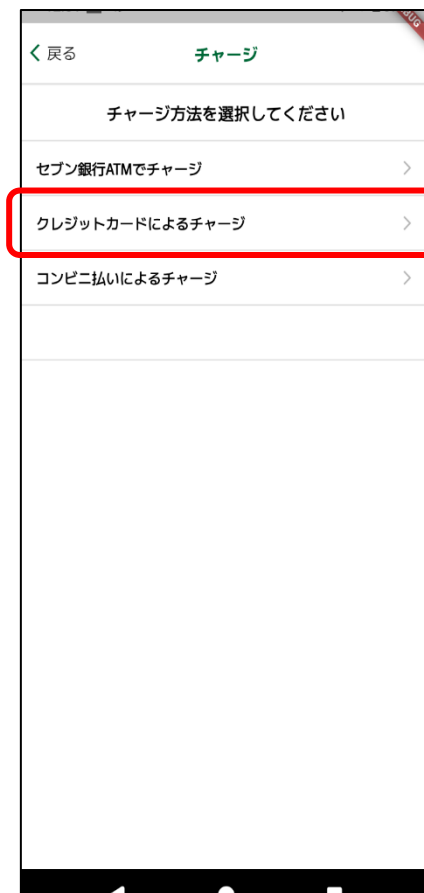 戻る
チャージ
チャージ方法を選択してください
セブン銀行ATMでチャージ
クレジットカードによるチャージ
コンビニ払いによるチャージ